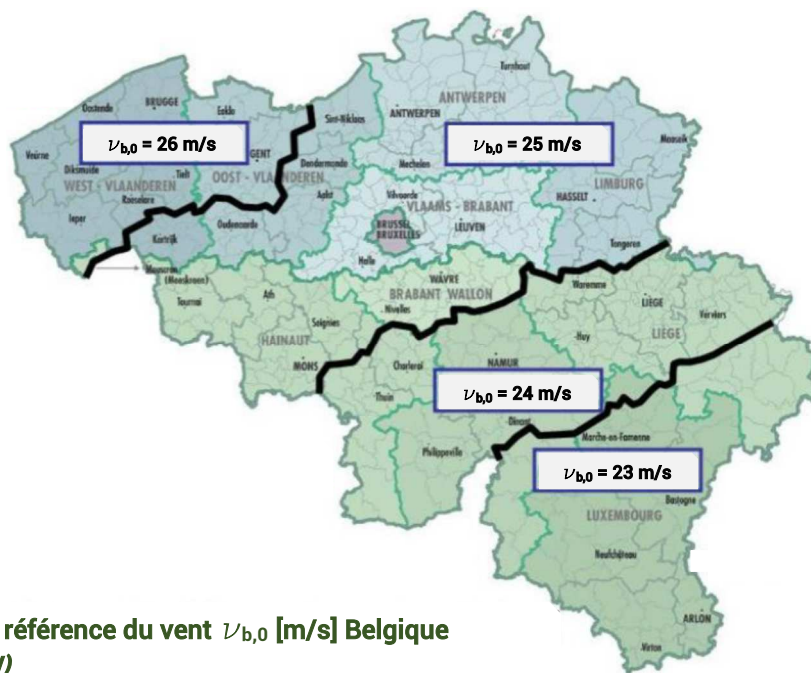 Turnhout
ANTWERPEN
ANTWERPEN
Oostende
BRUGGE
Eeklo
Sint-Niklaas
Maaseik
𝜈b,0 = 26 m/s
GENT
𝜈b,0 = 25 m/s
Veurne
Diksmuide
Tielt
Dendermonde
Mechelen
WEST - VLAANDEREN
OOST - VLAANDEREN
LIMBURG
Roeselare
Aalst
Vilvoorde
HASSELT
VLAAMS - BRABANT
Ieper
Oudenaarde
BRUSSEL
BRUXELLES
LEUVEN
Kortrijk
Halle
Tongeren
Mouscron
(Moeskroen)
WAVRE
BRABANT WALLON
Waremme
Tournai
Ath
Nivelles
LIÈGE
Verviers
Soignies
HAINAUT
Huy
LIÈGE
MONS
Charleroi
NAMUR
Thuin
𝜈b,0 = 24 m/s
Dinant
Marche-en-Famenne
Philippeville
𝜈b,0 = 23 m/s
Bastogne
LUXEMBOURG
Neufchâteau
référence du vent 𝜈b,0 [m/s] Belgique
ARLON
Virton